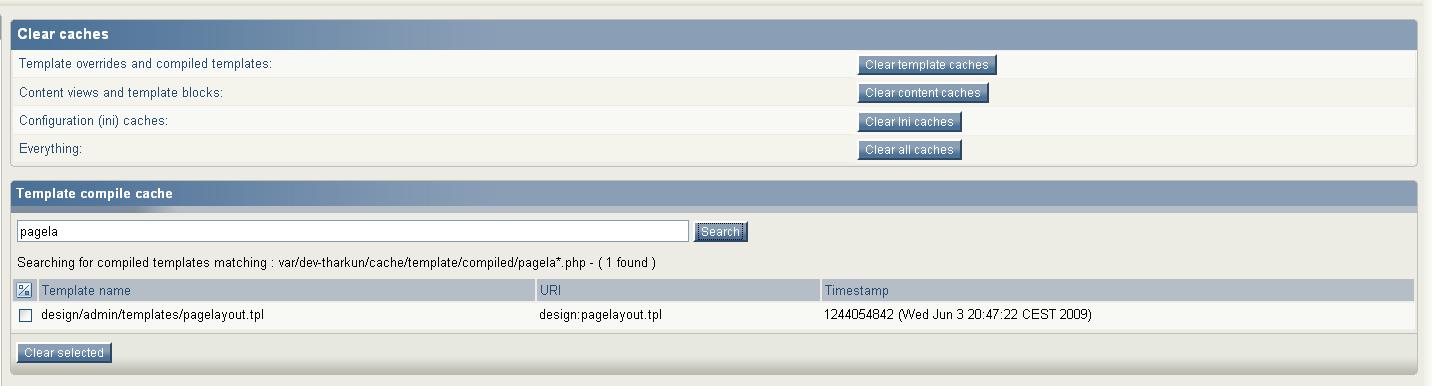 Clear caches
Template overrides and compiled templates: Clear template caches
Content views and template blocks: Clear content caches
Configuration (ini) caches: Clear Ini caches
Everything: Clear all caches
Template compile cache
pagela Search
Searching for compiled templates matching : var/dev-tharkun/cache/template/compiled/pagela*.php - ( 1 found )
Template name URI Timestamp
design/admin/templates/pagelayout.tpl design:pagelayout.tpl 1244054842 (Wed Jun 3 20:47:22 CEST 2009)
Clear selected